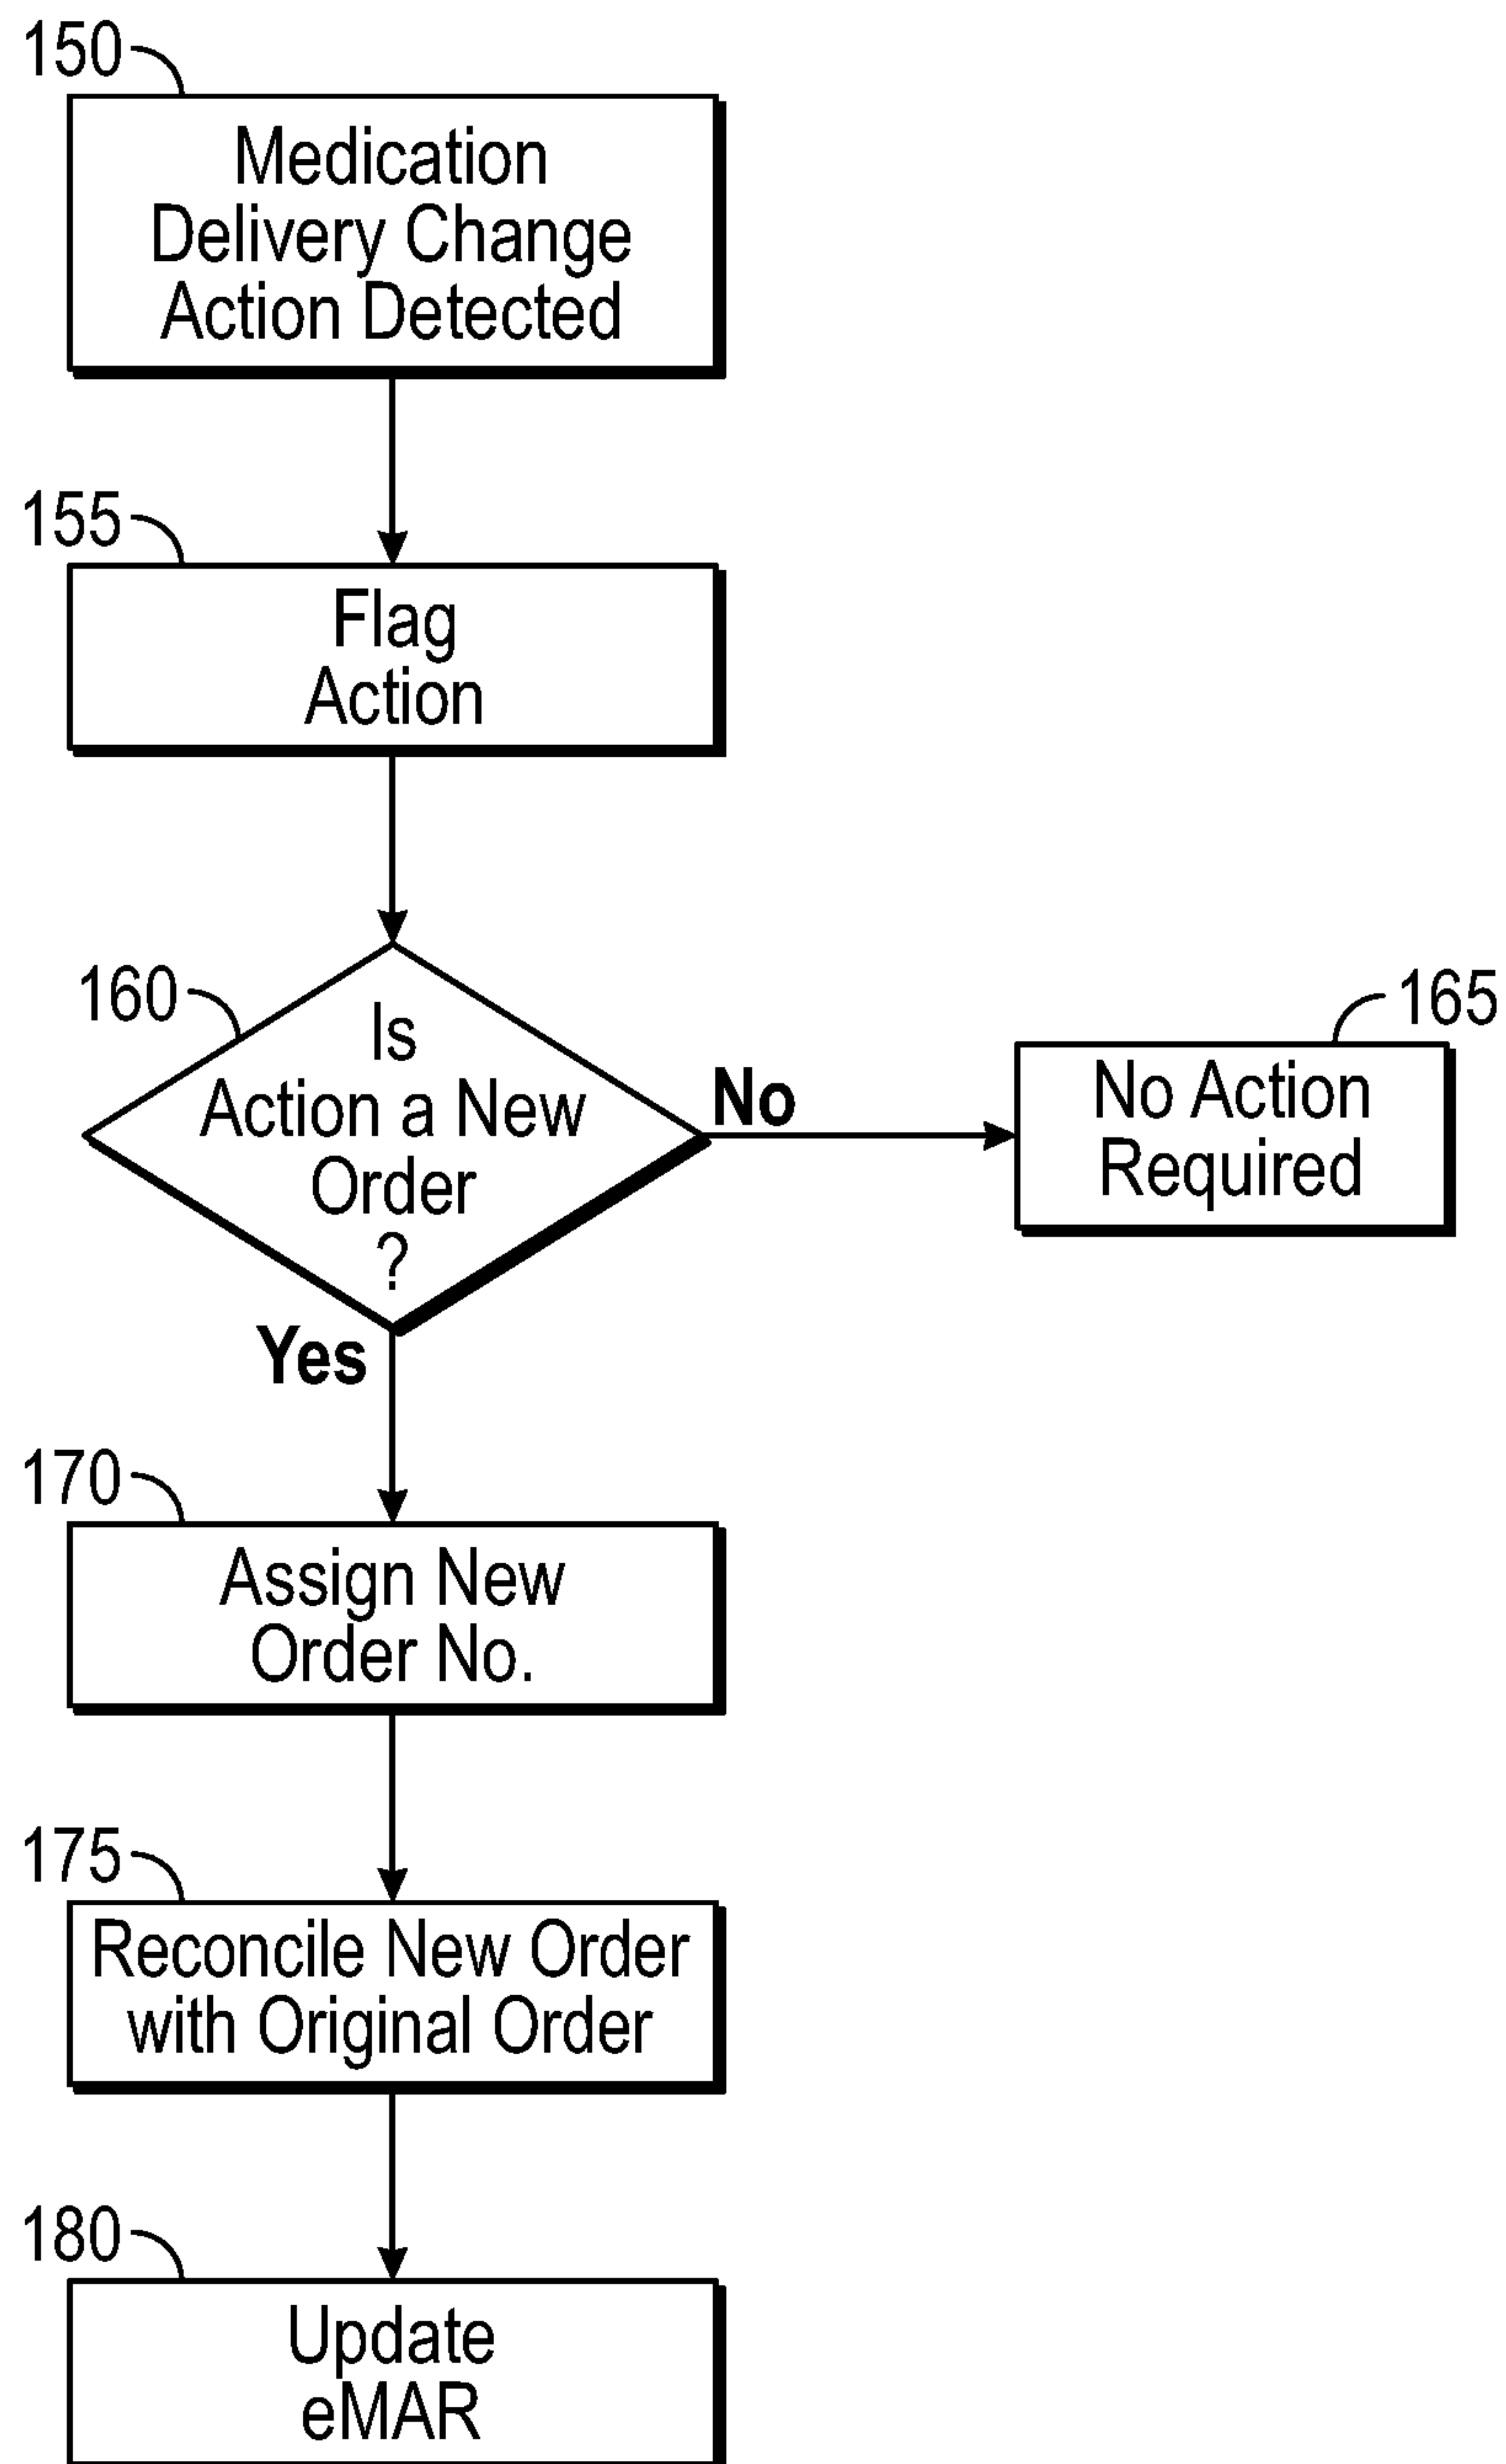 150
Medication
Delivery Change
Action Detected
155
Flag
Action
160
Is
Action a New
Order
?
No
165
No Action
Required
Yes
170
Assign New
Order No.
175
Reconcile New Order
with Original Order
180
Update
eMAR